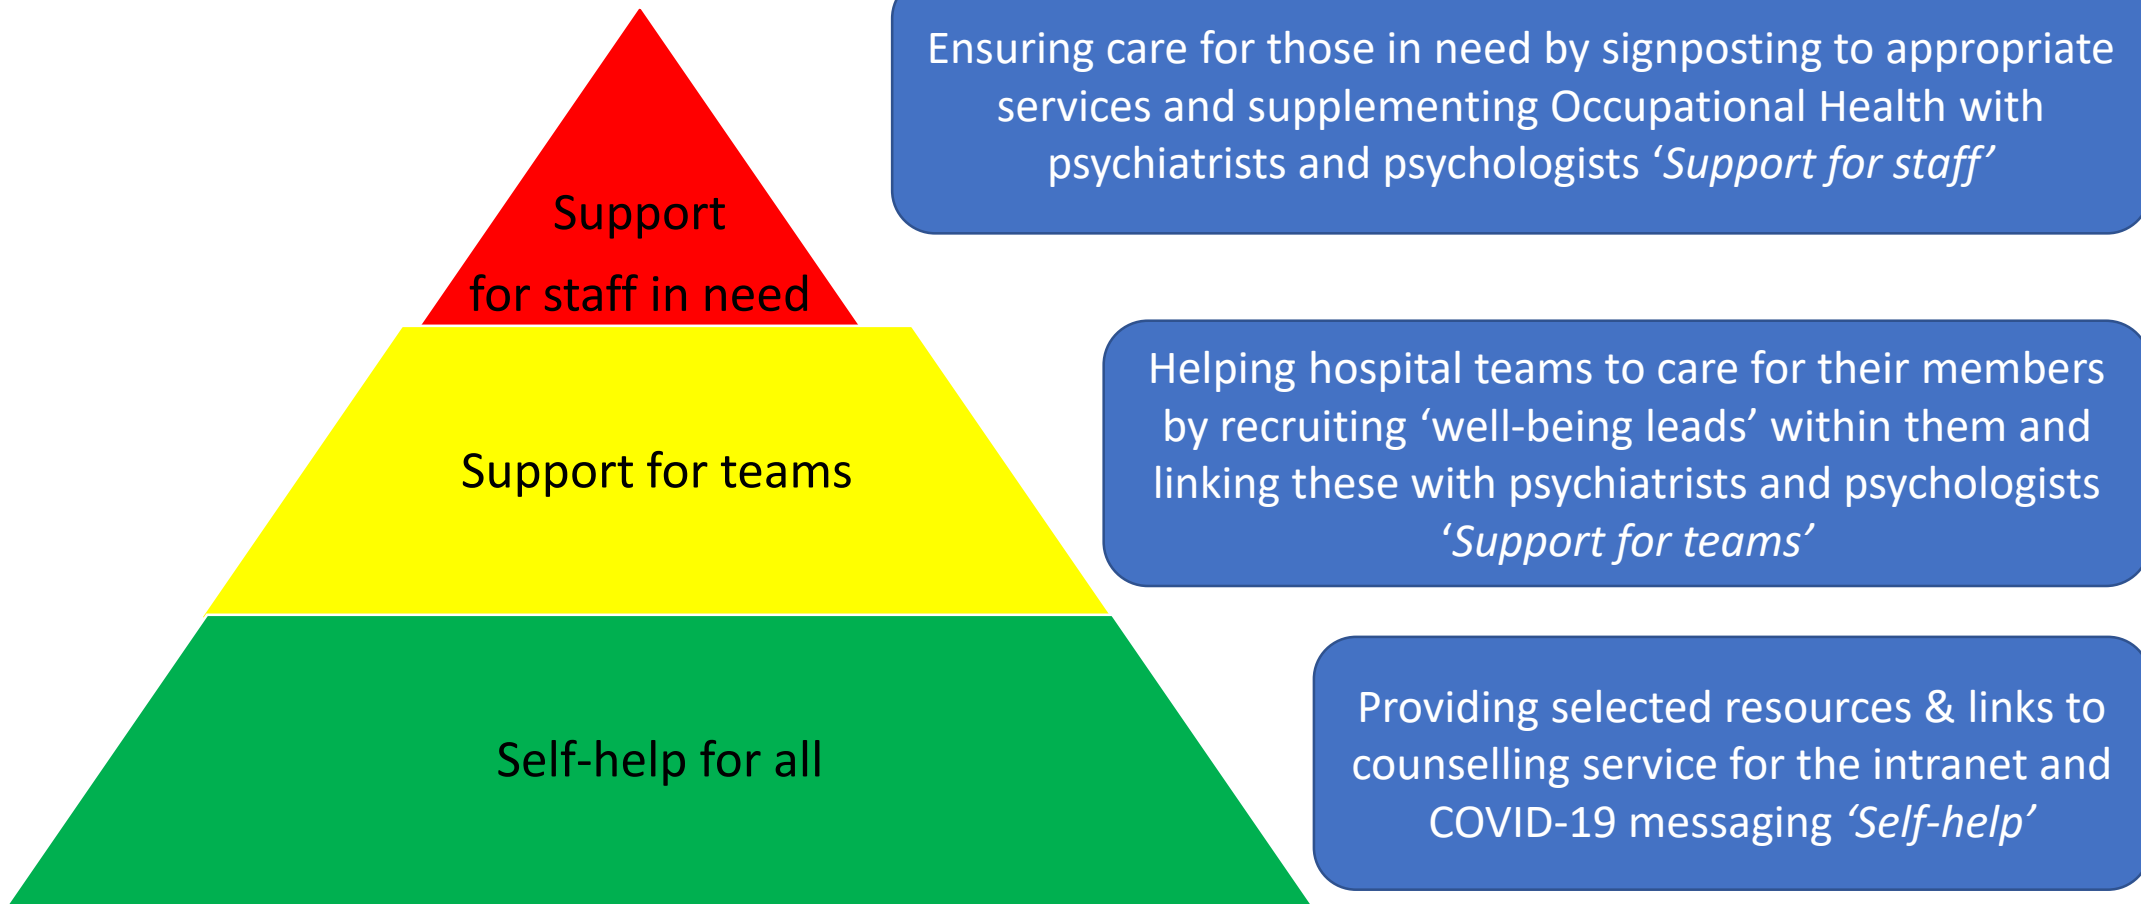 Support
for staff in need
Ensuring care for those in need by signposting to appropriate
services and supplementing Occupational Health with
psychiatrists and psychologists ‘Support for staff’
Support for teams
Helping hospital teams to care for their members
by recruiting ‘well-being leads’ within them and
linking these with psychiatrists and psychologists
‘Support for teams’
Self-help for all
Providing selected resources & links to
counselling service for the intranet and
COVID-19 messaging ‘Self-help’